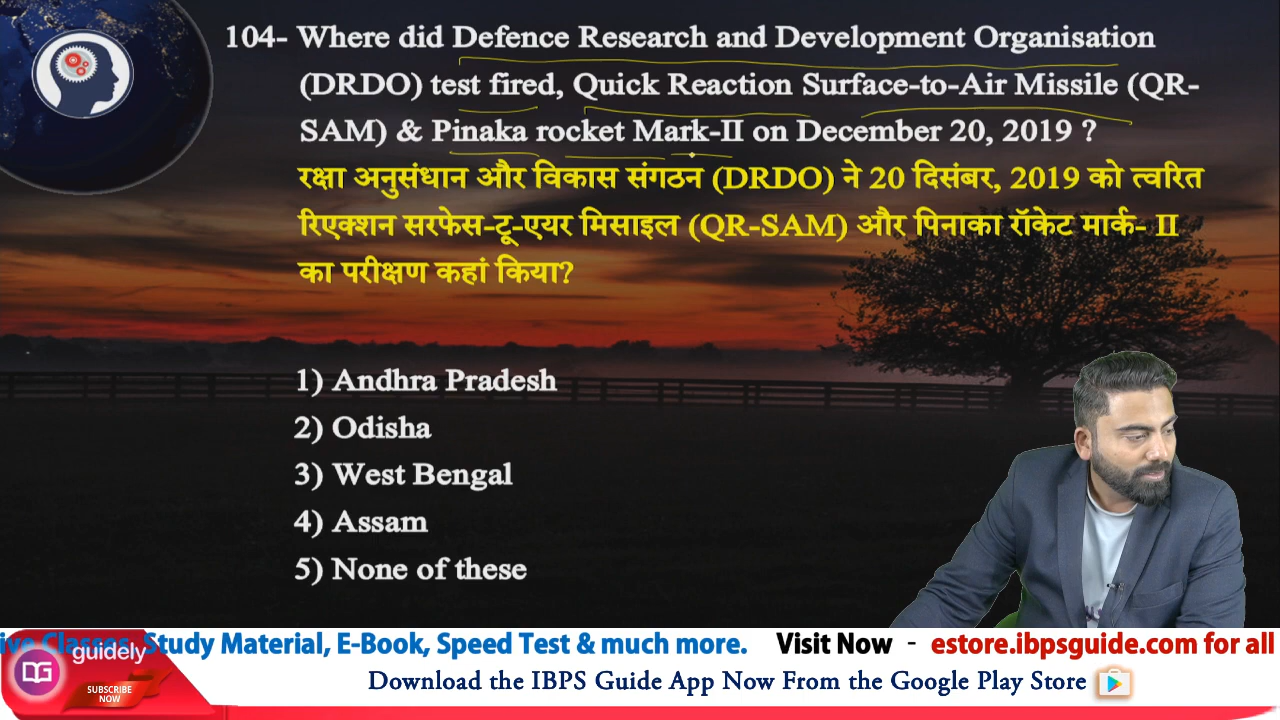 104- Where did Defence Research and Development Organisation
(DRDO) test fired, Quick Reaction Surface-to-Air Missile (QR-
SAM) & Pinaka rocket Mark-II on December 20, 2019 ?
रक्षा अनुसंधान और विकास संगठन (DRDO) ने 20 दिसंबर, 2019 को त्वरित
रिएक्शन सरफेस-टू-एयर मिसाइल (QR-SAM) और पिनाका रॉकेट मार्क- II
का परीक्षण कहां किया?
1) Andhra Pradesh
2) Odisha
3) West Bengal
4) Assam
5) None of these
ive Classes, Study Material, E-Book, Speed Test & much more. Visit Now - estore.ibpsguide.com for all
guidely
SUBSCRIBE
NOW
Download the IBPS Guide App Now From the Google Play Store